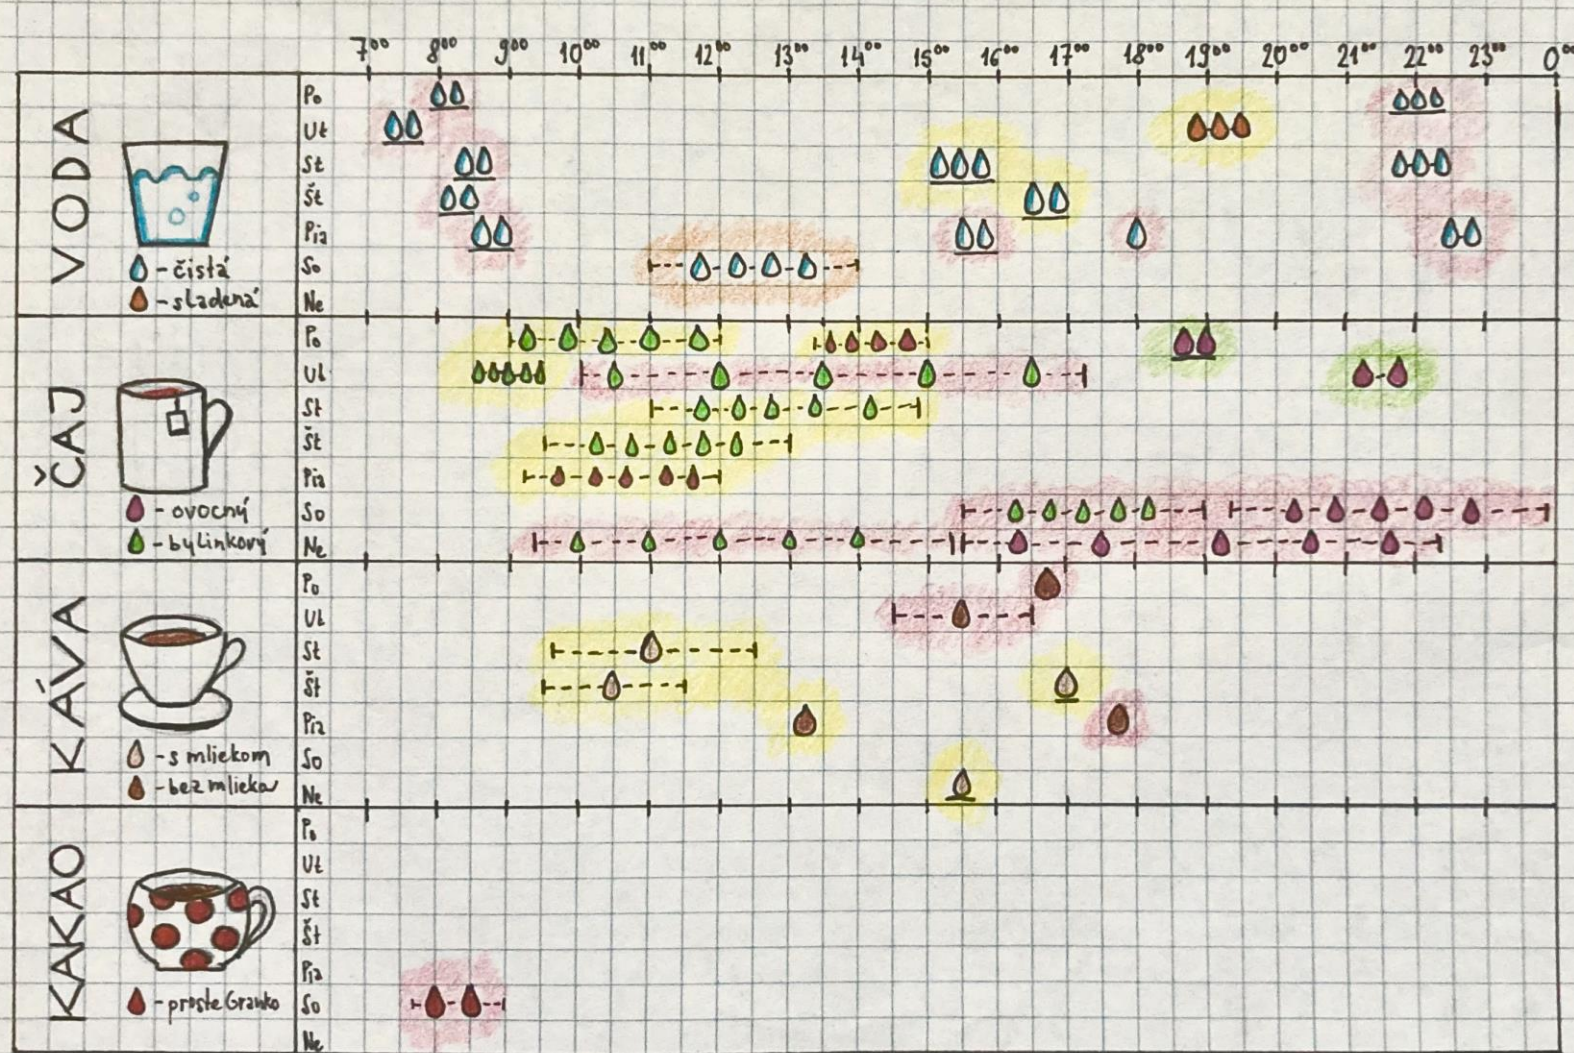 7⁰⁰ 8⁰⁰ 9⁰⁰ 10⁰⁰ 11⁰⁰ 12⁰⁰ 13⁰⁰ 14⁰⁰ 15⁰⁰ 16⁰⁰ 17⁰⁰ 18⁰⁰ 19⁰⁰ 20⁰⁰ 21⁰⁰ 22⁰⁰ 23⁰⁰ 0⁰⁰
VODA
- čistá
- sladená
Po
Ut
St
Št
Pia
So
Ne
ČAJ
- ovocný
- bylinkový
Po
Ut
St
Št
Pia
So
Ne
KÁVA
- s mliekom
- bez mlieka
Po
Ut
St
Št
Pia
So
Ne
KAKAO
- proste Granko
Po
Ut
St
Št
Pia
So
Ne